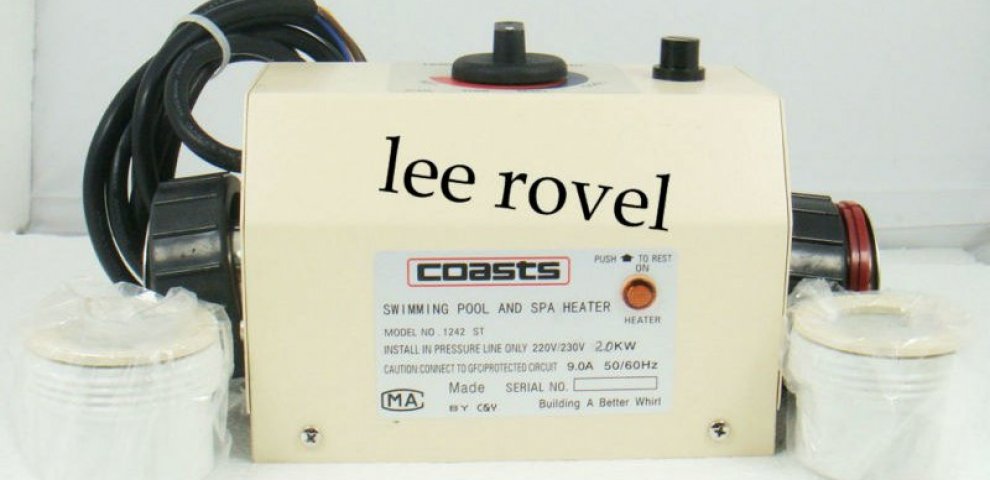 lee rovel
coasts
PUSH TO REST
ON
SWIMMING POOL AND SPA HEATER
HEATER
MODEL NO. 1242 ST
INSTALL IN PRESSURE LINE ONLY 220V/230V 2.0KW
CAUTION:CONNECT TO GFCIPROTECTED CIRCUIT 9.0A 50/60Hz
Made SERIAL NO.
MA
BY C&Y Building A Better Whirl